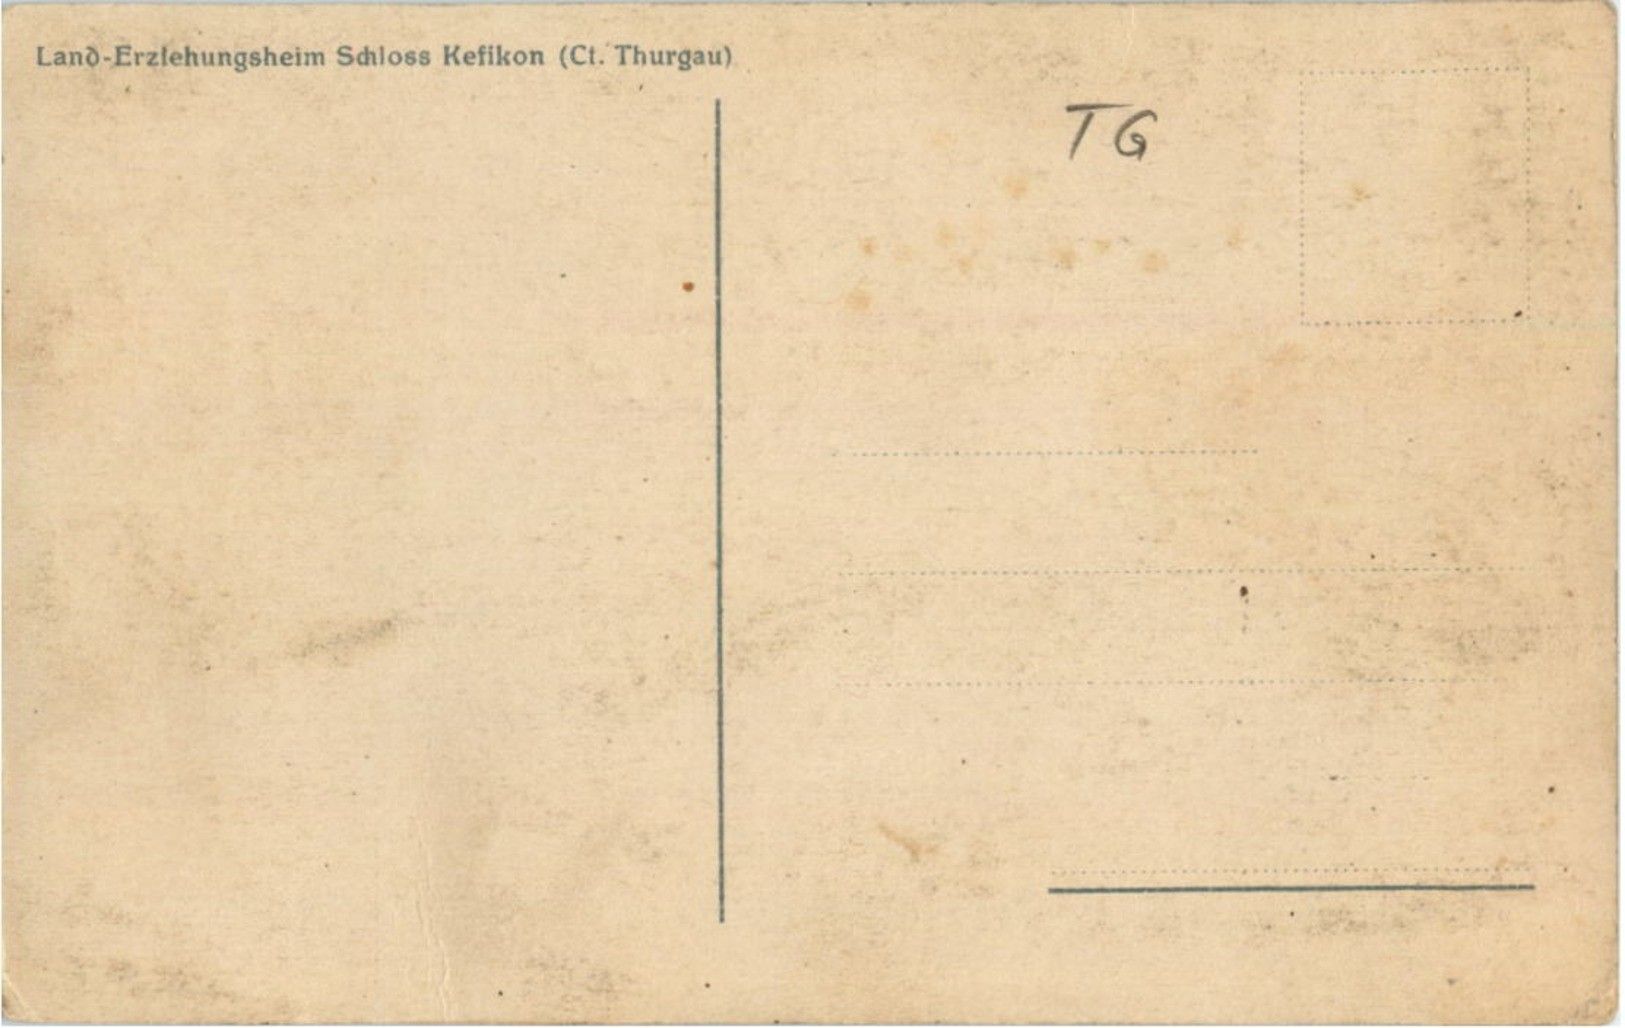 Land-Erziehungsheim Schloss Kefikon (Ct. Thurgau)
TG